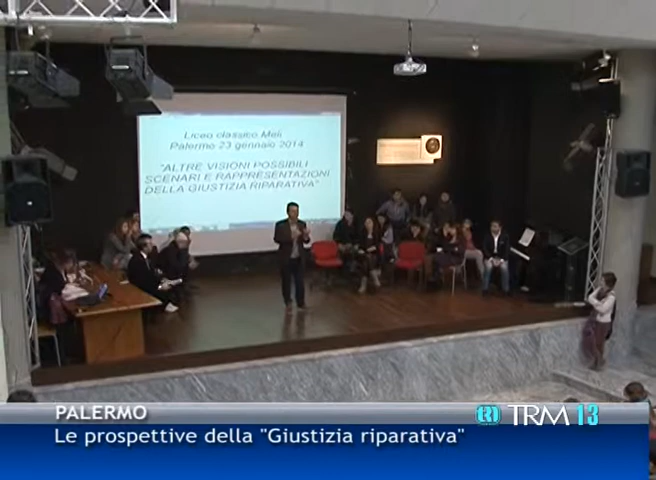 Liceo classico Meli
Palermo 23 gennaio 2014
"ALTRE VISIONI POSSIBILI
SCENARI E RAPPRESENTAZIONI
DELLA GIUSTIZIA RIPARATIVA"
PALERMO
TRM 13
Le prospettive della "Giustizia riparativa"